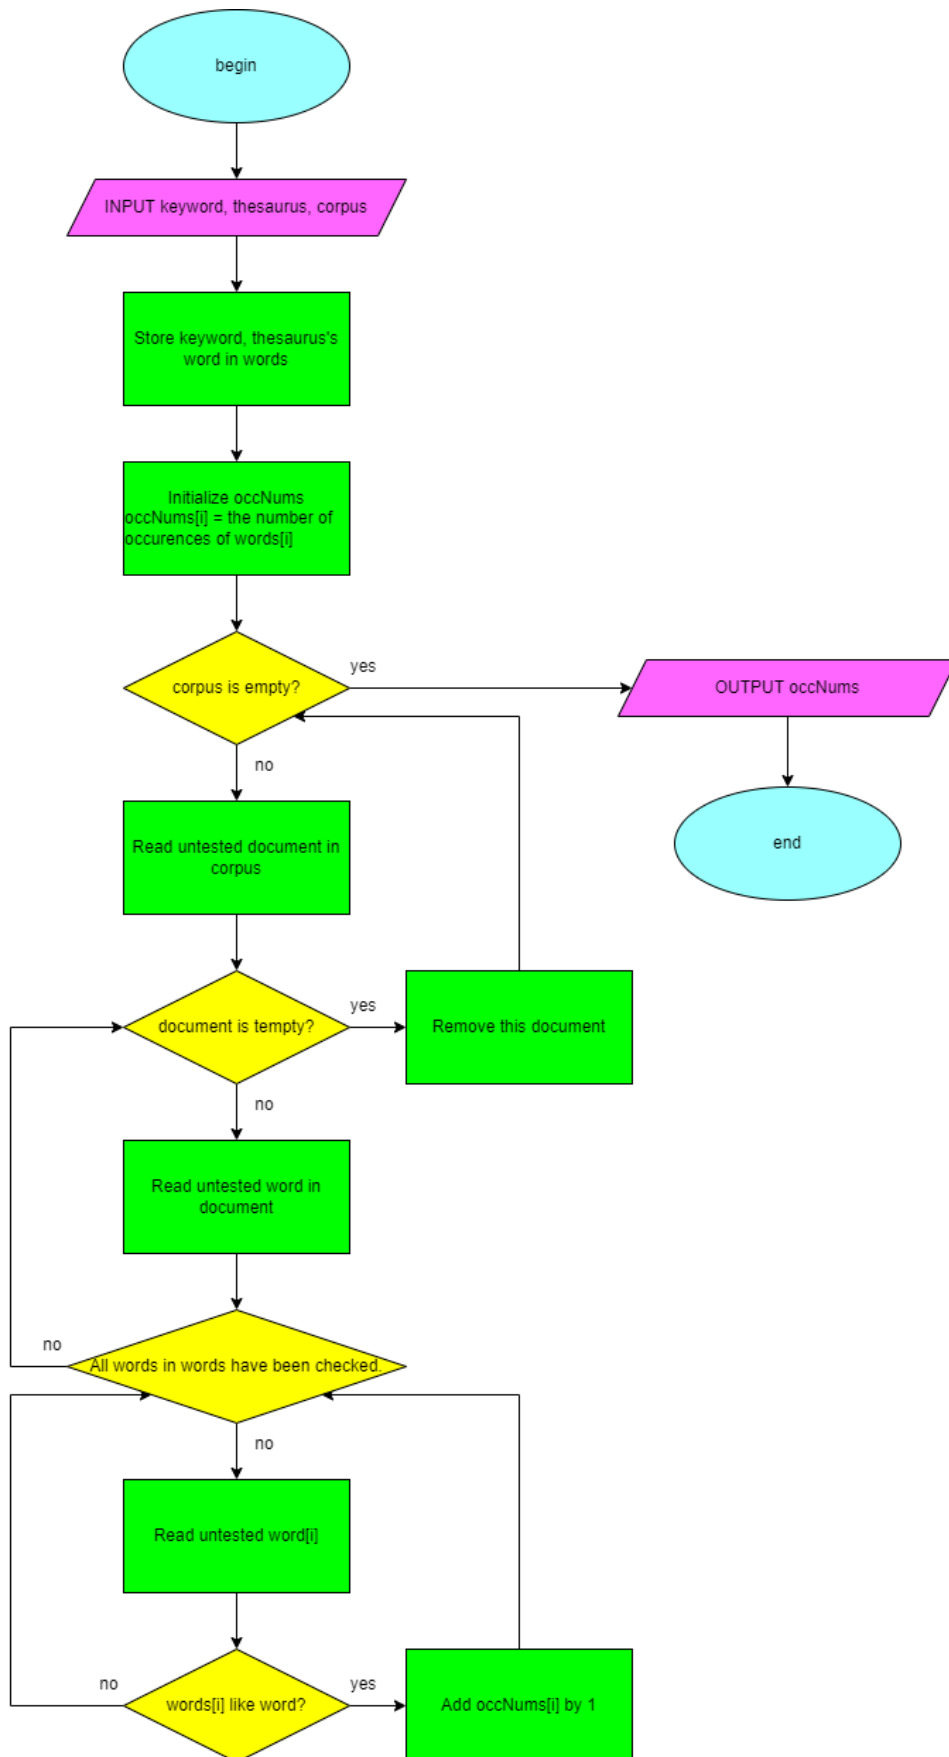 begin
INPUT keyword, thesaurus, corpus
Store keyword, thesaurus's
word in words
Initialize occNums
occNums[i] = the number of
occurences of words[i]
corpus is empty?
yes
OUTPUT occNums
no
end
Read untested document in
corpus
document is tempty?
yes
Remove this document
no
Read untested word in
document
no
All words in words have been checked.
no
Read untested word[i]
no
words[i] like word?
yes
Add occNums[i] by 1